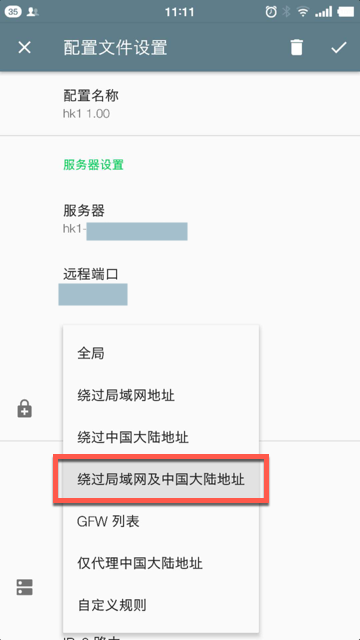 35
11:11
配置文件设置
配置名称
hk1 1.00
服务器设置
服务器
hk1-
远程端口
全局
绕过局域网地址
绕过中国大陆地址
绕过局域网及中国大陆地址
GFW 列表
仅代理中国大陆地址
自定义规则